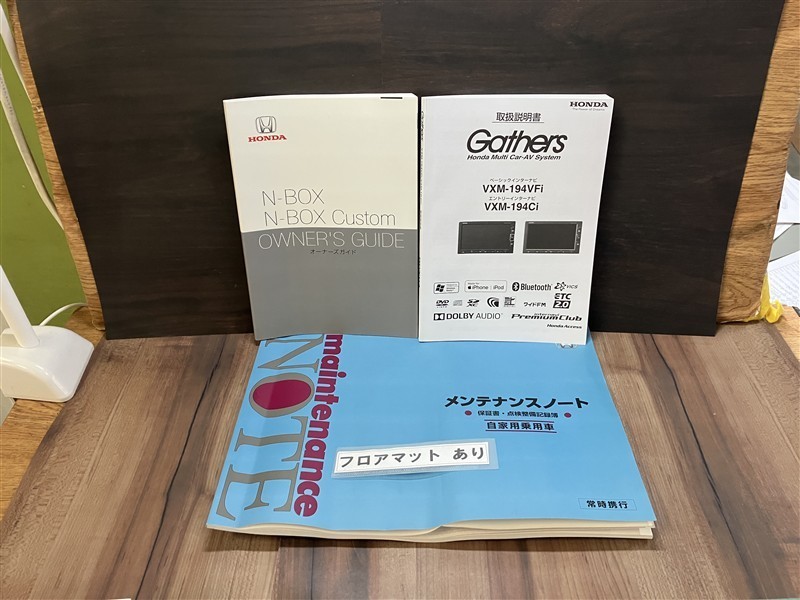 HONDA
N-BOX
N-BOX Custom
OWNER'S GUIDE
オーナーズガイド
HONDA
取扱説明書
Gathers
Honda Multi Car-AV System
ベーシックインターナビ
VXM-194VFi
エントリーインターナビ
VXM-194Ci
iPhone | iPod
Bluetooth
VICS
DVD
SD XC
ワイドFM
ETC 2.0
DOLBY AUDIO
PremiumClub
Honda Access
maintenance
NOTE
メンテナンスノート
保証書・点検整備記録簿
自家用乗用車
フロアマット あり
常時携行